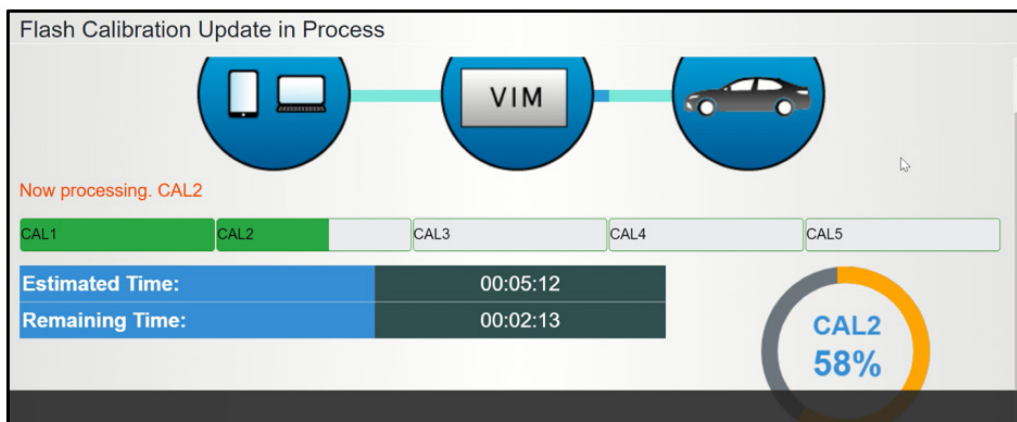 Flash Calibration Update in Process
VIM
Now processing. CAL2
CAL1 CAL2 CAL3 CAL4 CAL5
Estimated Time: 00:05:12
Remaining Time: 00:02:13
CAL2
58%